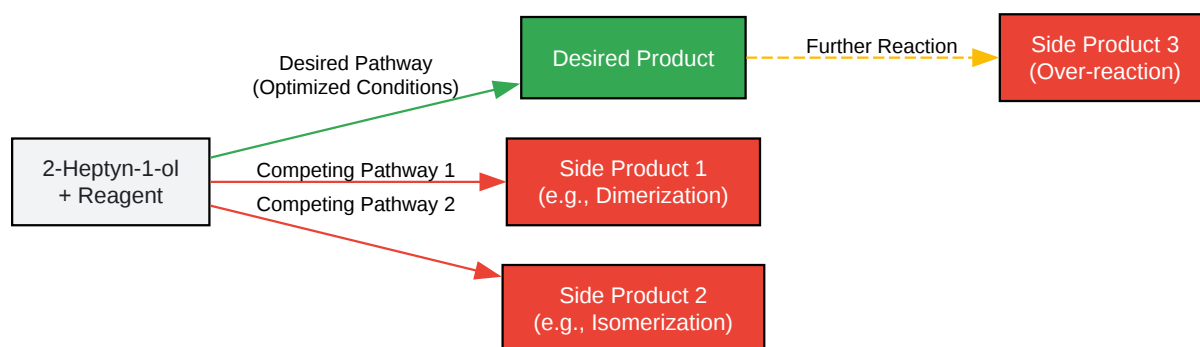 Desired Pathway
(Optimized Conditions)
Desired Product
Further Reaction
Side Product 3
(Over-reaction)
2-Heptyn-1-ol
+ Reagent
Competing Pathway 1
Side Product 1
(e.g., Dimerization)
Competing Pathway 2
Side Product 2
(e.g., Isomerization)